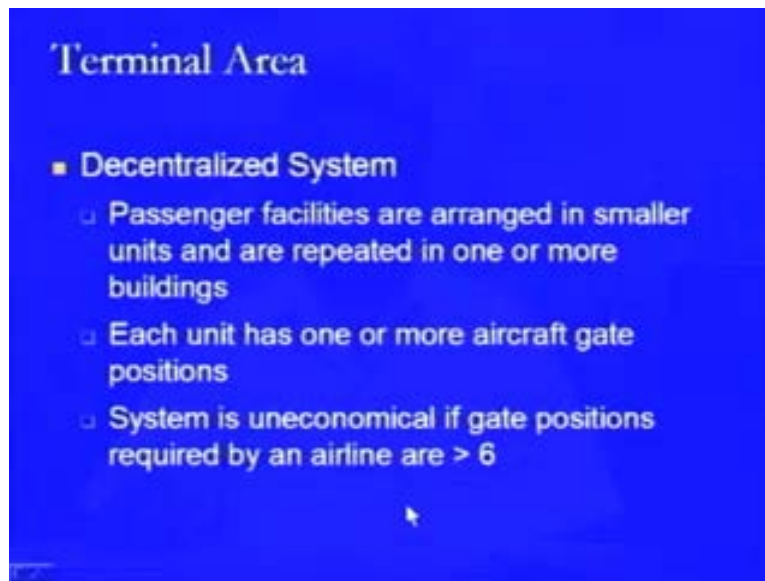 Terminal Area
Decentralized System
Passenger facilities are arranged in smaller
units and are repeated in one or more
buildings
Each unit has one or more aircraft gate
positions
System is uneconomical if gate positions
required by an airline are > 6